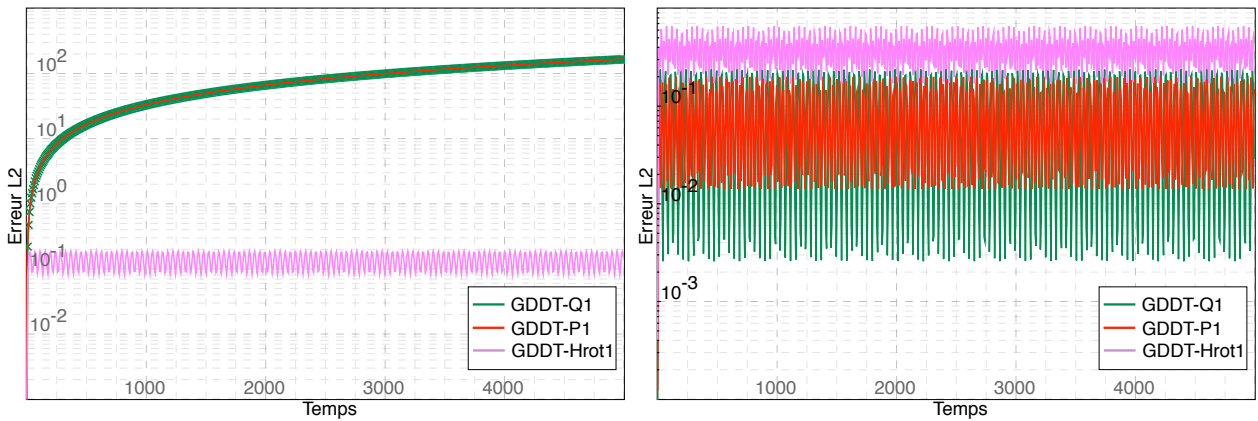 Erreur L2
10^2
10^1
10^0
10^-1
10^-2
1000 2000 3000 4000
Temps
GDDT-Q1
GDDT-P1
GDDT-Hrot1
Erreur L2
10^-1
10^-2
10^-3
1000 2000 3000 4000
Temps
GDDT-Q1
GDDT-P1
GDDT-Hrot1